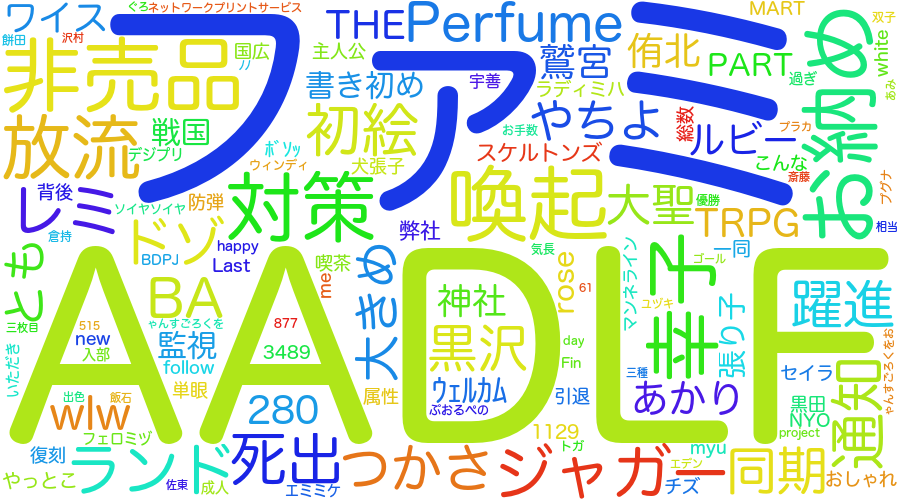 ぐろ ネットワークプリントサービス
ワイス
THE
Perfume
ミ
MART
双子
餅田
沢村
ファ
国広
主人公
鷲宮
侑北
PART
white
お納め
非売品
書き初め
宇善
ラディミハ
過ぎ
あみ
放流
戦国
初絵
お手数
やちよ
総数
ルビー
プラカ
デジプリ
ボソッ
ウィンディ
犬張子
スケルトンズ
こんな
斎藤
ププナ
背後
防弾
対策
喚起
大聖
優勝
レミ
ソイヤソイヤ
弊社
TRPG
相当
倉持
ドゾ
happy
気長
一同
とも
BDPJ
Last
喫茶
me
大きめ
rose
マンネライン
幸子
ゴール
AADLF
BA
神社
61
ユヅキ
張り子
躍進
三枚目
515
ゃんすごろくを
877
黒沢
new
入部
監視
3489
day
いただき
follow
Fin
三種
セイラ
通知
ゃんすごろくをお
wlw
出色
飯石
単眼
280
属性
ウェルカム
ぷおるぺの
引退
あかり
黒田
NYO
project
フェロミヅ
復刻
死出
1129
トガ
myu
やっとこ
ランド
つかさ
ジャガー
エデン
同期
おしゃれ
佐東
成人
エミミケ
チズ